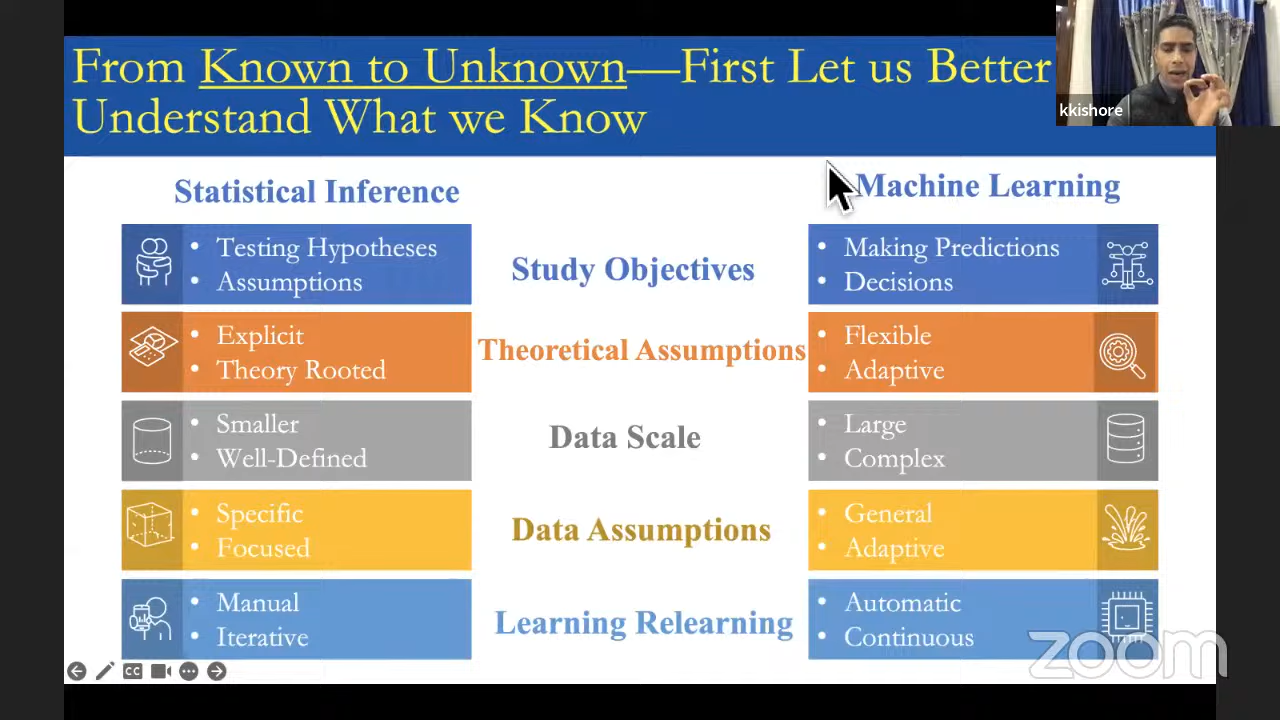 From Known to Unknown—First Let us Better
Understand What we Know
kkishore
Statistical Inference
Machine Learning
• Testing Hypotheses
• Assumptions
Study Objectives
• Making Predictions
• Decisions
• Explicit
• Theory Rooted
Theoretical Assumptions
• Flexible
• Adaptive
• Smaller
• Well-Defined
Data Scale
• Large
• Complex
• Specific
• Focused
Data Assumptions
• General
• Adaptive
• Manual
• Iterative
Learning Relearning
• Automatic
• Continuous
CC
zoom